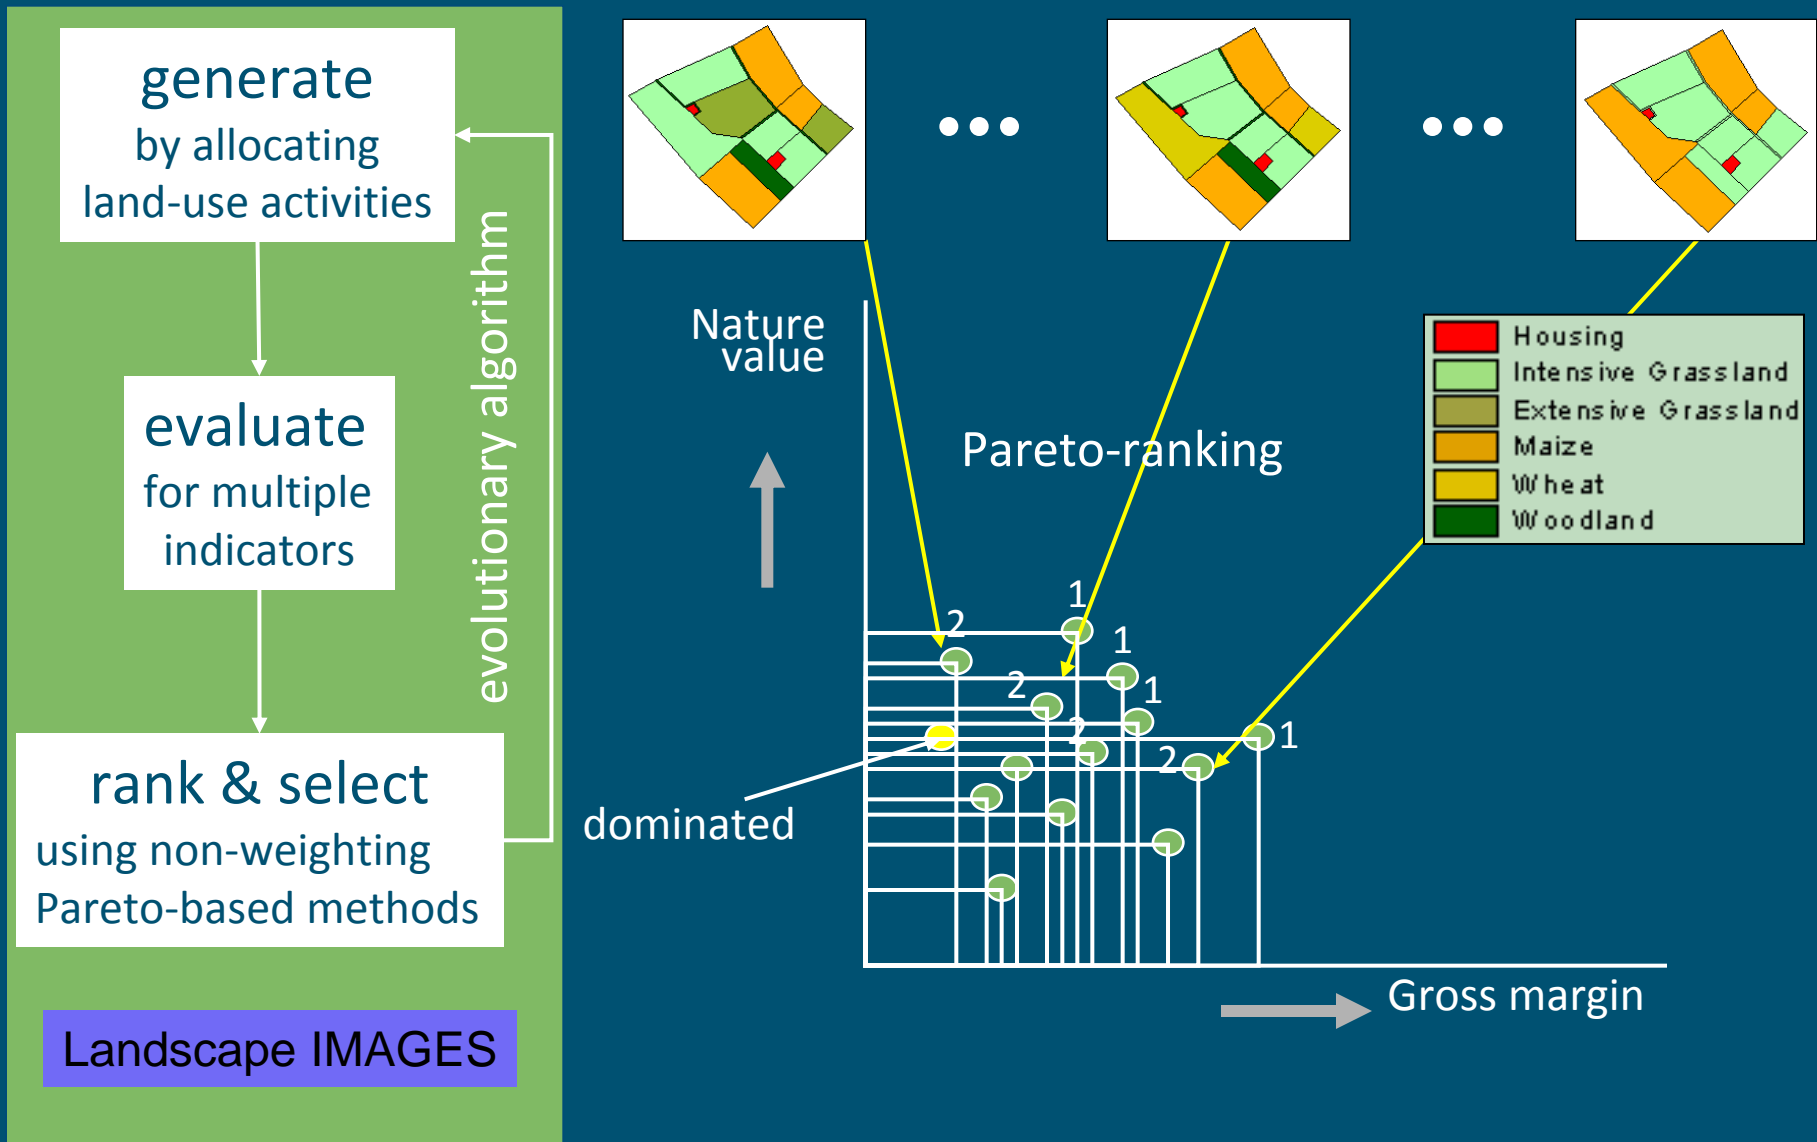 generate
by allocating
land-use activities
evaluate
for multiple
indicators
rank & select
using non-weighting
Pareto-based methods
evolutionary algorithm
Landscape IMAGES
Nature
value
Pareto-ranking
Housing
Intensive Grassland
Extensive Grassland
Maize
Wheat
Woodland
1
2
1
2
1
2
1
2
dominated
Gross margin